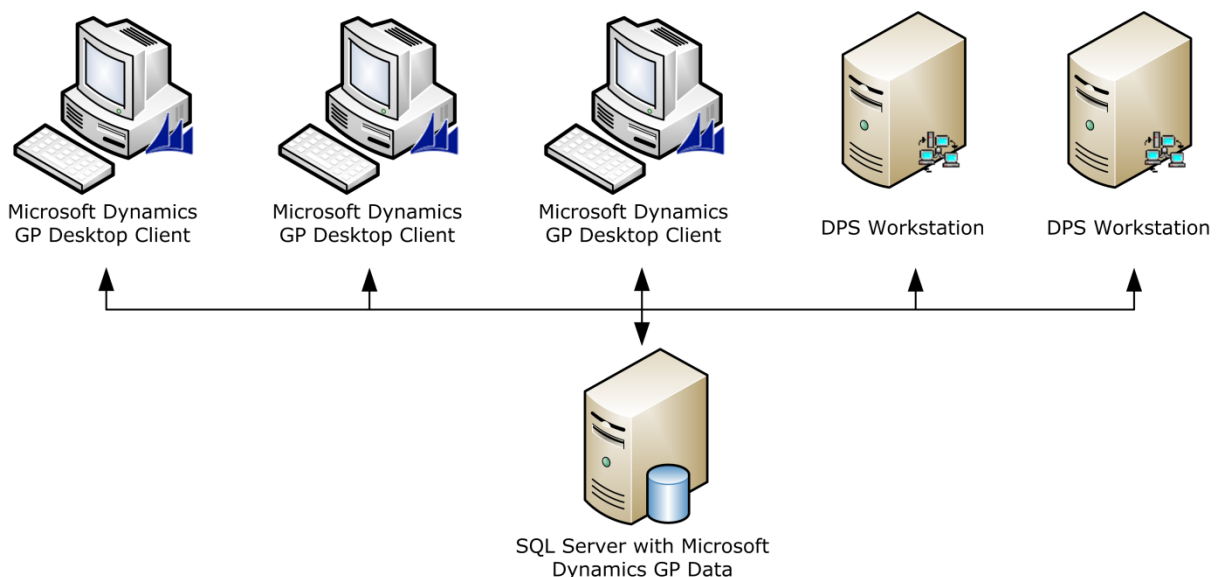 Microsoft Dynamics
GP Desktop Client
Microsoft Dynamics
GP Desktop Client
Microsoft Dynamics
GP Desktop Client
DPS Workstation
DPS Workstation
SQL Server with Microsoft
Dynamics GP Data